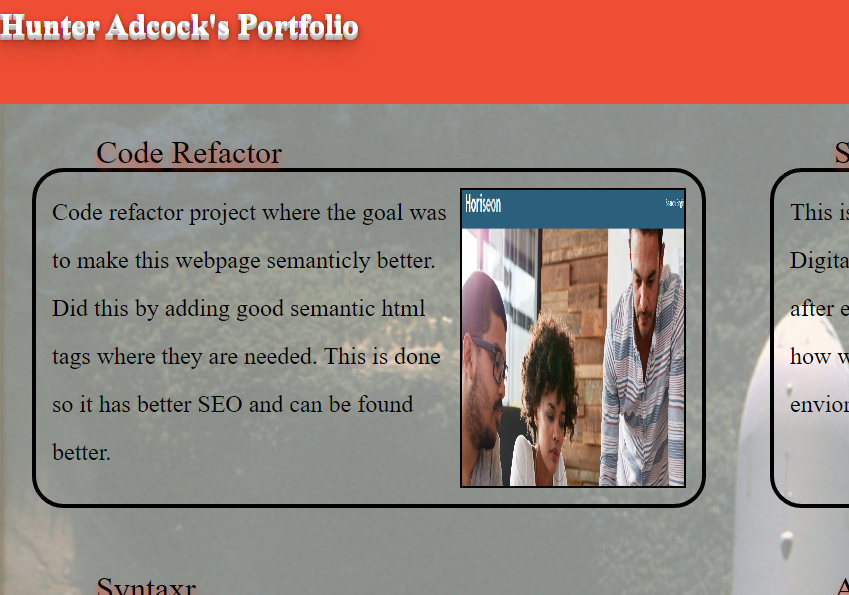 Hunter Adcock's Portfolio
Code Refactor
Code refactor project where the goal was
to make this webpage semanticly better.
Did this by adding good semantic html
tags where they are needed. This is done
so it has better SEO and can be found
better.
Horiseon
S
This is
Digita
after e
how w
envior
Syntaxr
A